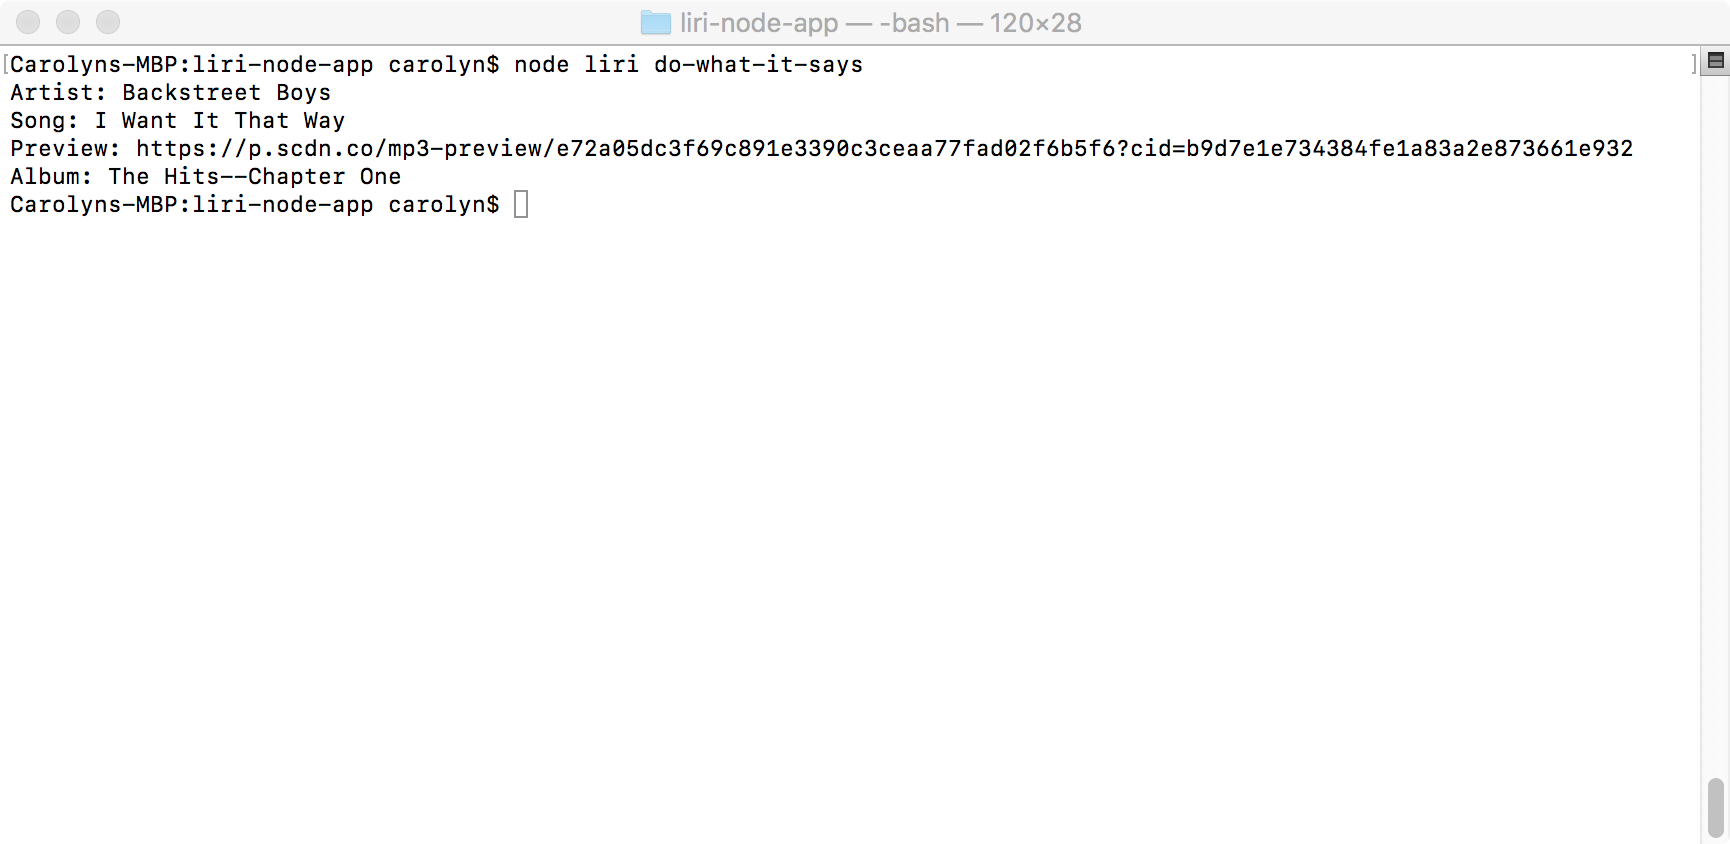 liri-node-app — -bash — 120×28
[Carolyns-MBP:liri-node-app carolyn$ node liri do-what-it-says ]
Artist: Backstreet Boys
Song: I Want It That Way
Preview: https://p.scdn.co/mp3-preview/e72a05dc3f69c891e3390c3ceaa77fad02f6b5f6?cid=b9d7e1e734384fe1a83a2e873661e932
Album: The Hits--Chapter One
Carolyns-MBP:liri-node-app carolyn$